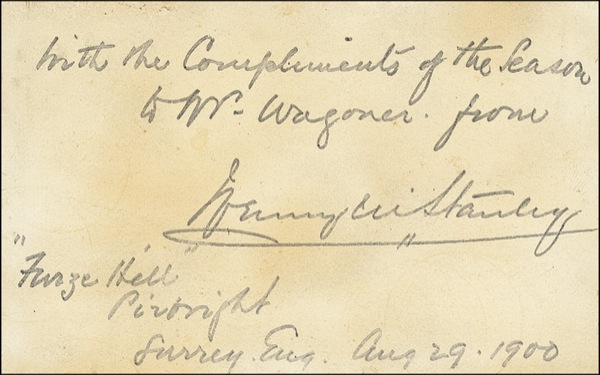 With the Compliments of the Season
to Mr. Wagoner. from
Henry M Stanley
"Furze Hill"
Pirbright
Surrey. Eng. Aug 29. 1900